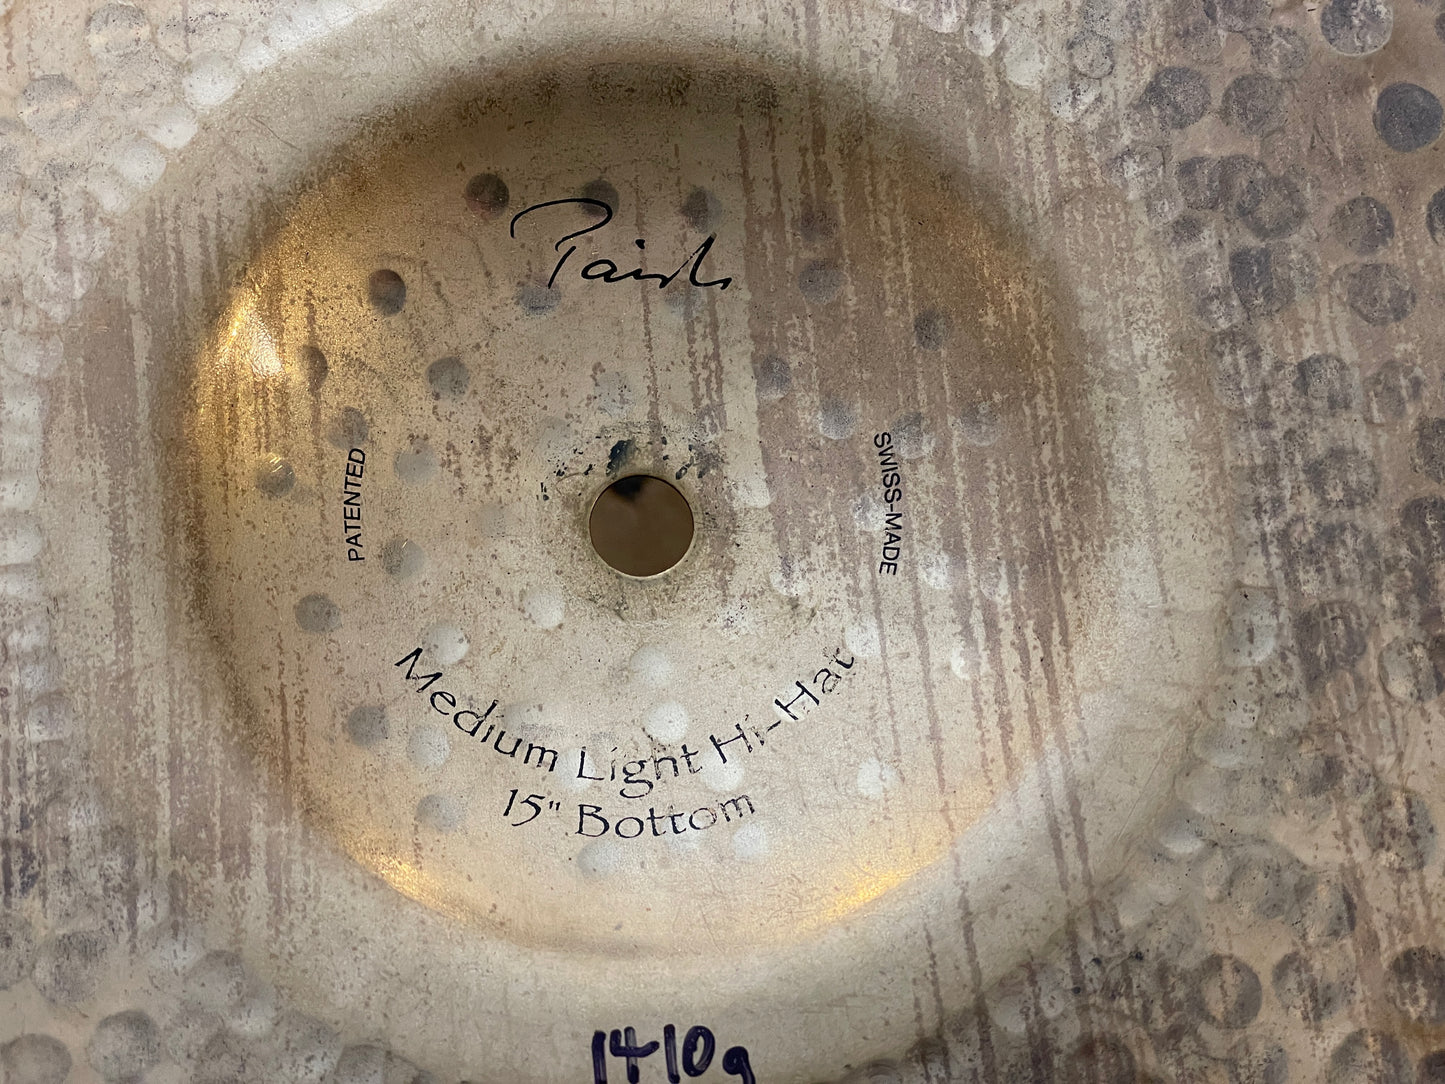 Paiste
PATENTED
SWISS-MADE
Medium Light Hi-Hat
15" Bottom
1410g